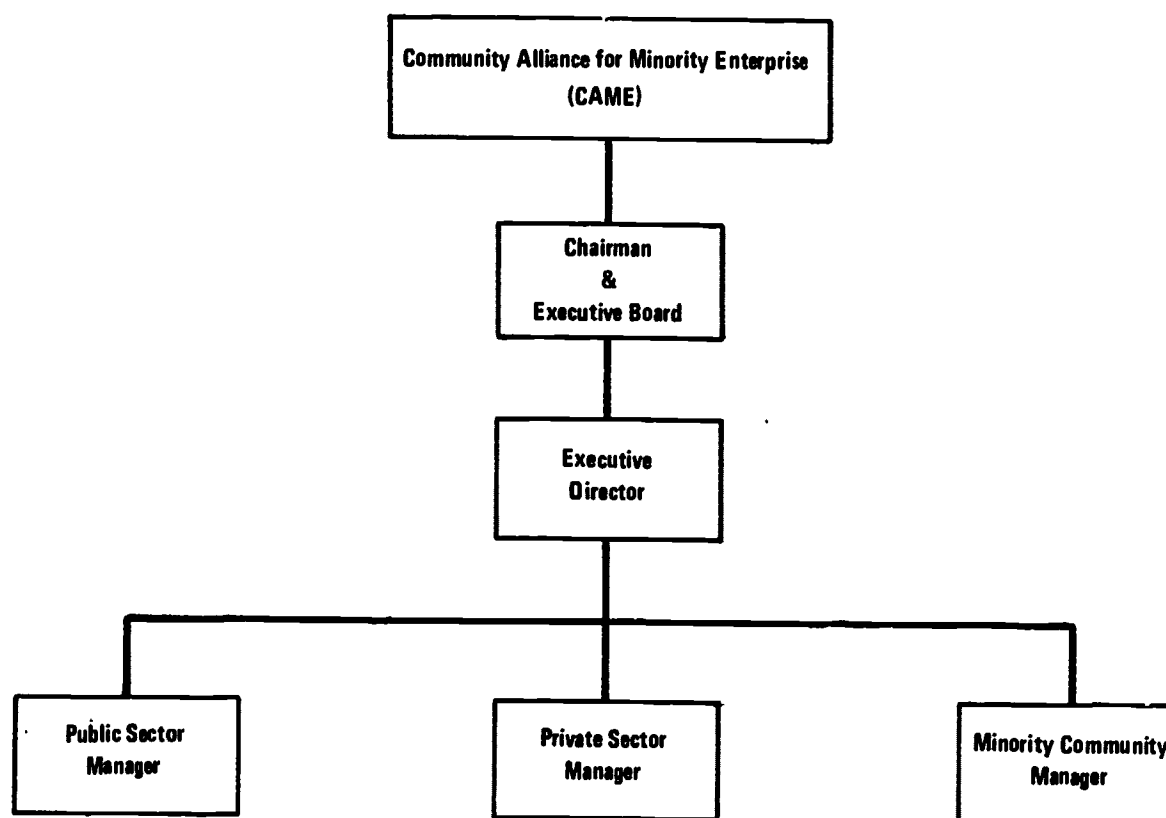 Community Alliance for Minority Enterprise
(CAME)
Chairman
&
Executive Board
Executive
Director
Public Sector
Manager
Private Sector
Manager
Minority Community
Manager